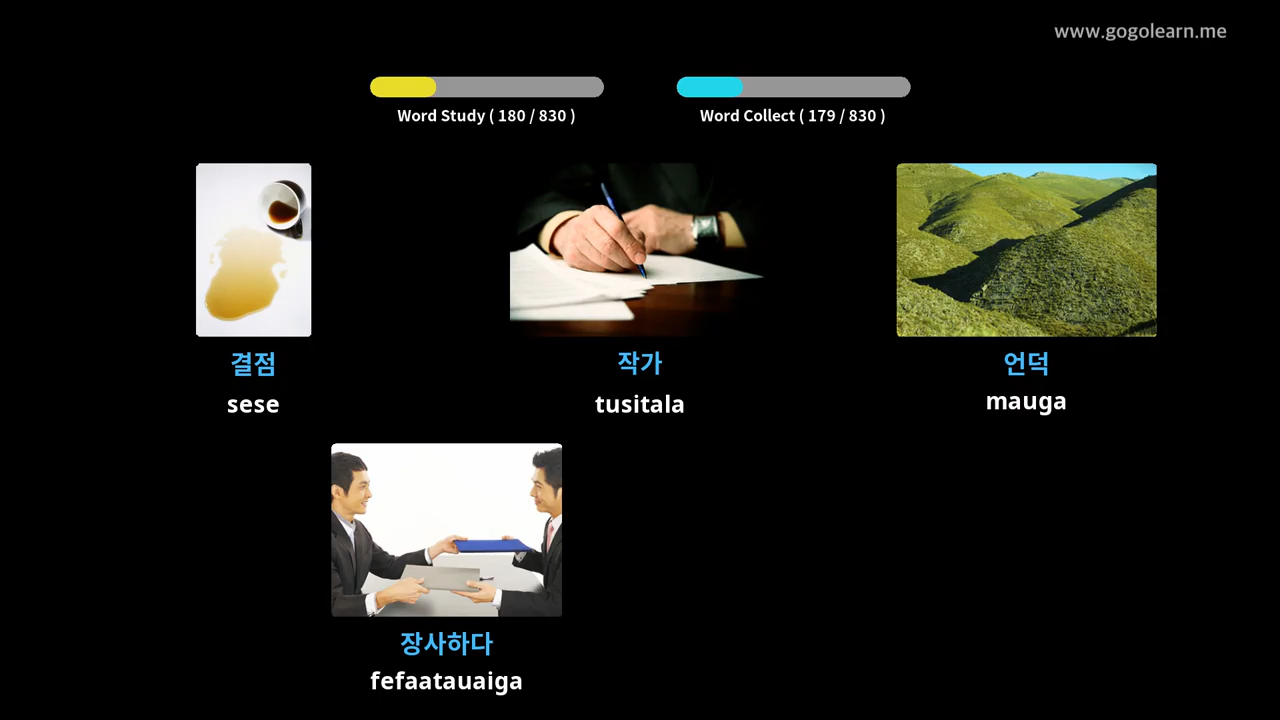 www.gogolearn.me
Word Study ( 180 / 830 )
Word Collect ( 179 / 830 )
결점
sese
작가
tusitala
언덕
mauga
장사하다
fefaatauaiga